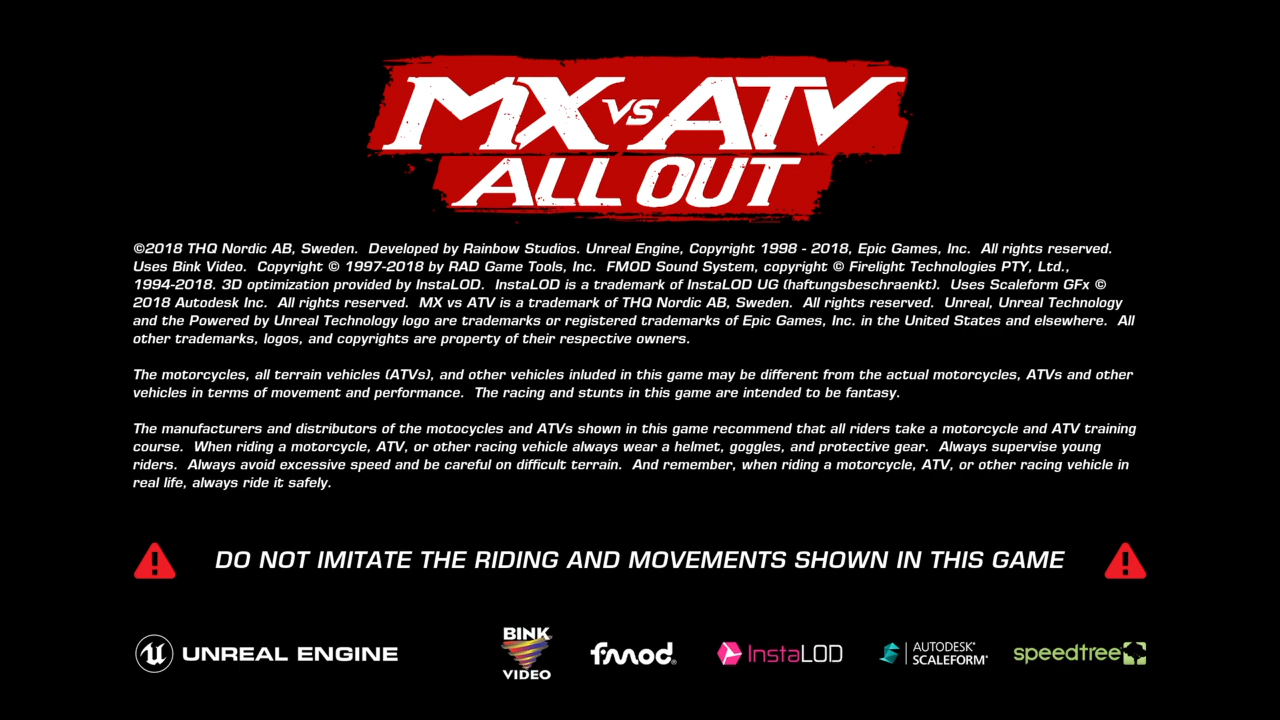 MX vs ATV
ALL OUT
©2018 THQ Nordic AB, Sweden.  Developed by Rainbow Studios. Unreal Engine, Copyright 1998 - 2018, Epic Games, Inc.  All rights reserved.
Uses Bink Video.  Copyright © 1997-2018 by RAD Game Tools, Inc.  FMOD Sound System, copyright © Firelight Technologies PTY, Ltd.,
1994-2018. 3D optimization provided by InstaLOD.  InstaLOD is a trademark of InstaLOD UG (haftungsbeschraenkt).  Uses Scaleform GFx ©
2018 Autodesk Inc.  All rights reserved.  MX vs ATV is a trademark of THQ Nordic AB, Sweden.  All rights reserved.  Unreal, Unreal Technology
and the Powered by Unreal Technology logo are trademarks or registered trademarks of Epic Games, Inc. in the United States and elsewhere.  All
other trademarks, logos, and copyrights are property of their respective owners.
The motorcycles, all terrain vehicles (ATVs), and other vehicles inluded in this game may be different from the actual motorcycles, ATVs and other
vehicles in terms of movement and performance.  The racing and stunts in this game are intended to be fantasy.
The manufacturers and distributors of the motocycles and ATVs shown in this game recommend that all riders take a motorcycle and ATV training
course.  When riding a motorcycle, ATV, or other racing vehicle always wear a helmet, goggles, and protective gear.  Always supervise young
riders.  Always avoid excessive speed and be careful on difficult terrain.  And remember, when riding a motorcycle, ATV, or other racing vehicle in
real life, always ride it safely.
DO NOT IMITATE THE RIDING AND MOVEMENTS SHOWN IN THIS GAME
UNREAL ENGINE
BINK
VIDEO
fmod®
InstaLOD
AUTODESK®
SCALEFORM®
speedtree